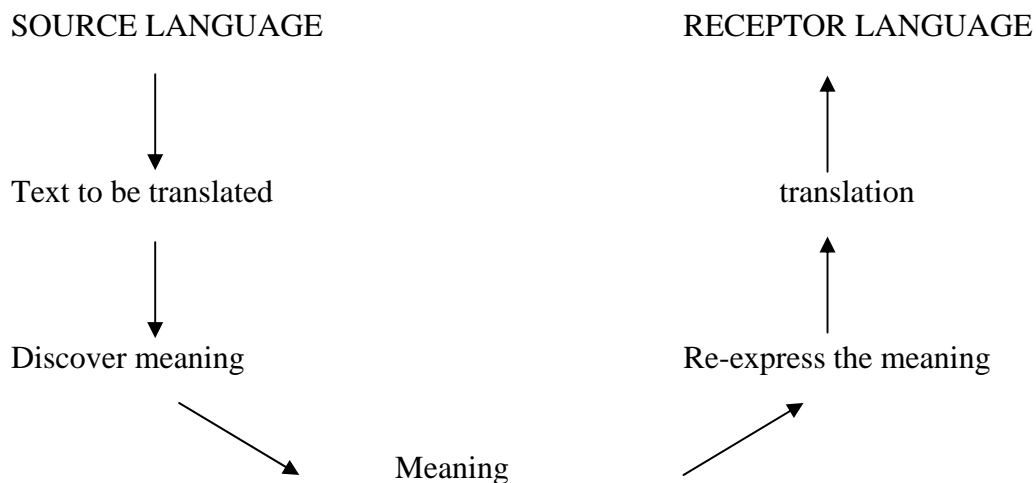 SOURCE LANGUAGE RECEPTOR LANGUAGE
Text to be translated translation
Discover meaning Re-express the meaning
Meaning